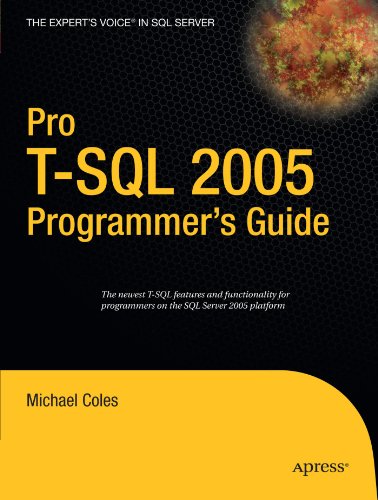 THE EXPERT'S VOICE® IN SQL SERVER
Pro
T-SQL 2005
Programmer's Guide
The newest T-SQL features and functionality for
programmers on the SQL Server 2005 platform
Michael Coles
Apress®